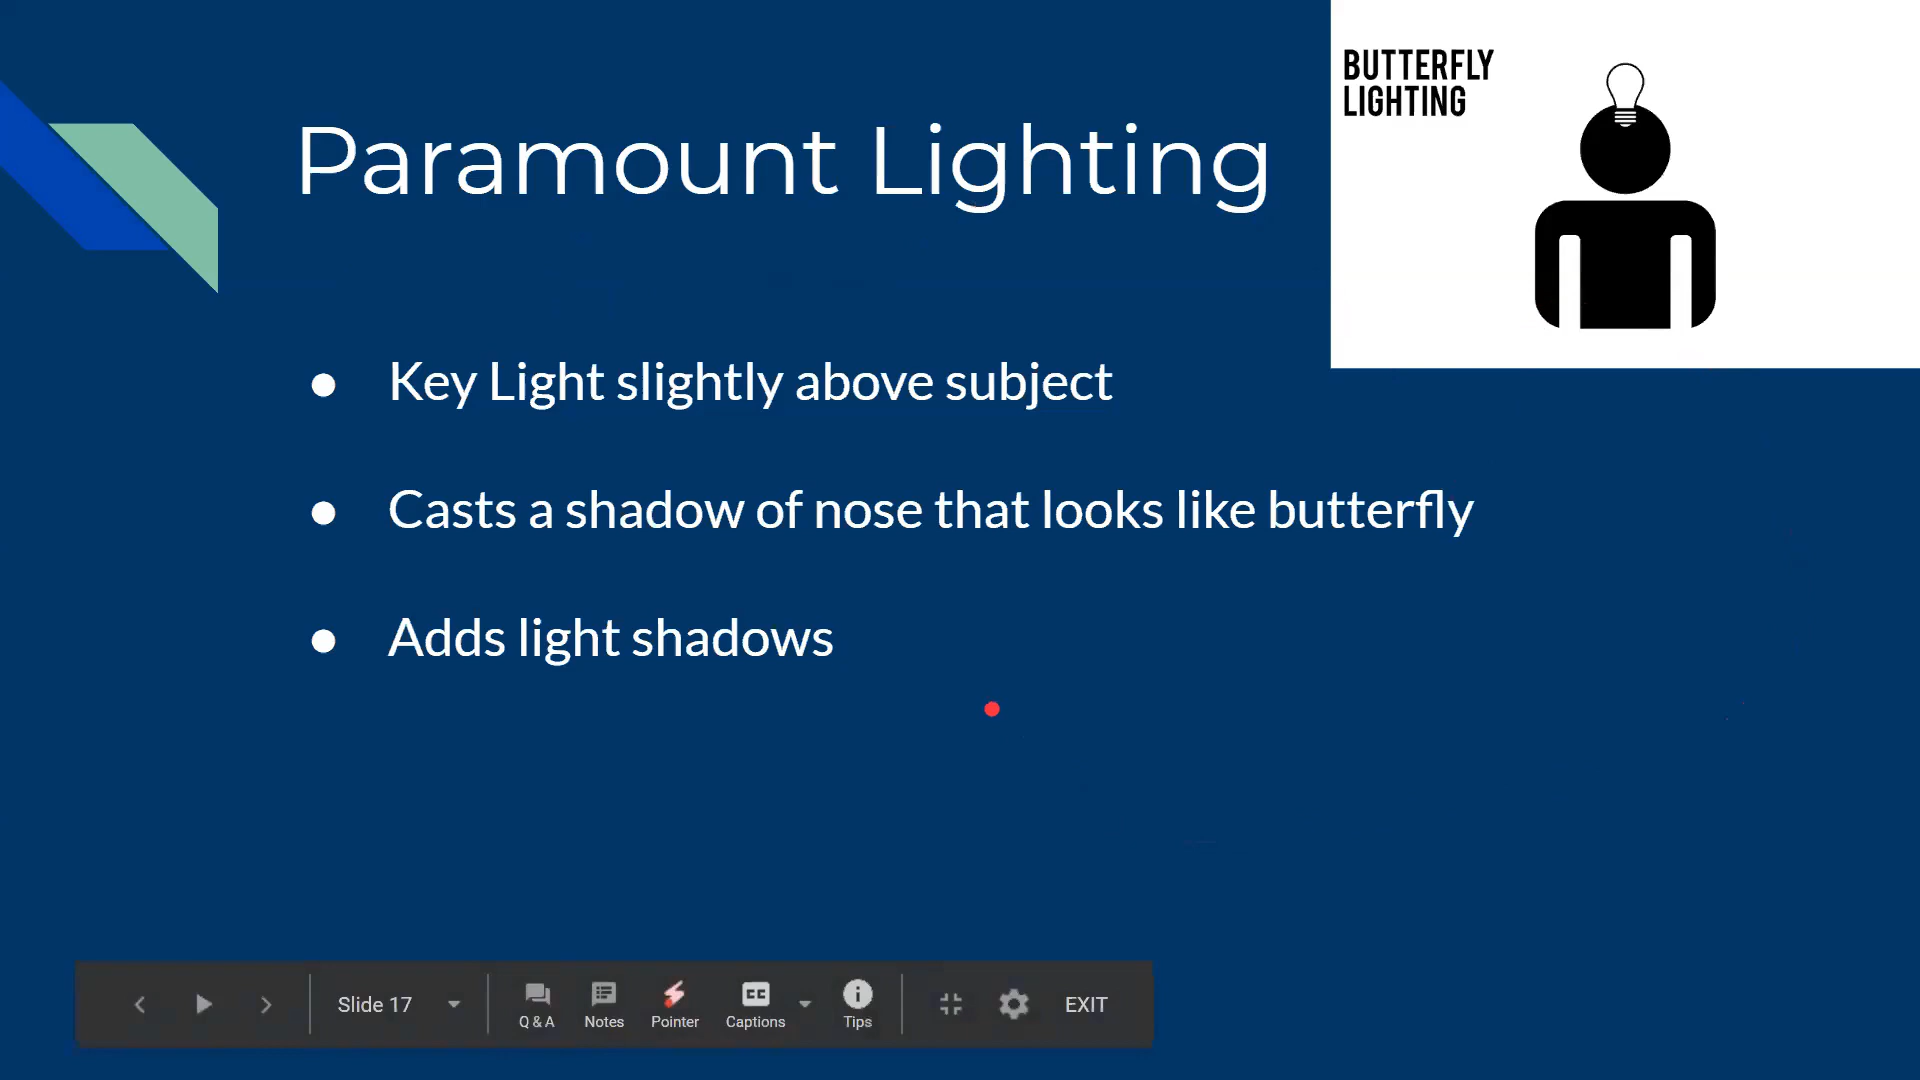 BUTTERFLY
LIGHTING
Paramount Lighting
● Key Light slightly above subject
● Casts a shadow of nose that looks like butterfly
● Adds light shadows
Slide 17
Q & A
Notes
Pointer
CC
Captions
Tips
EXIT